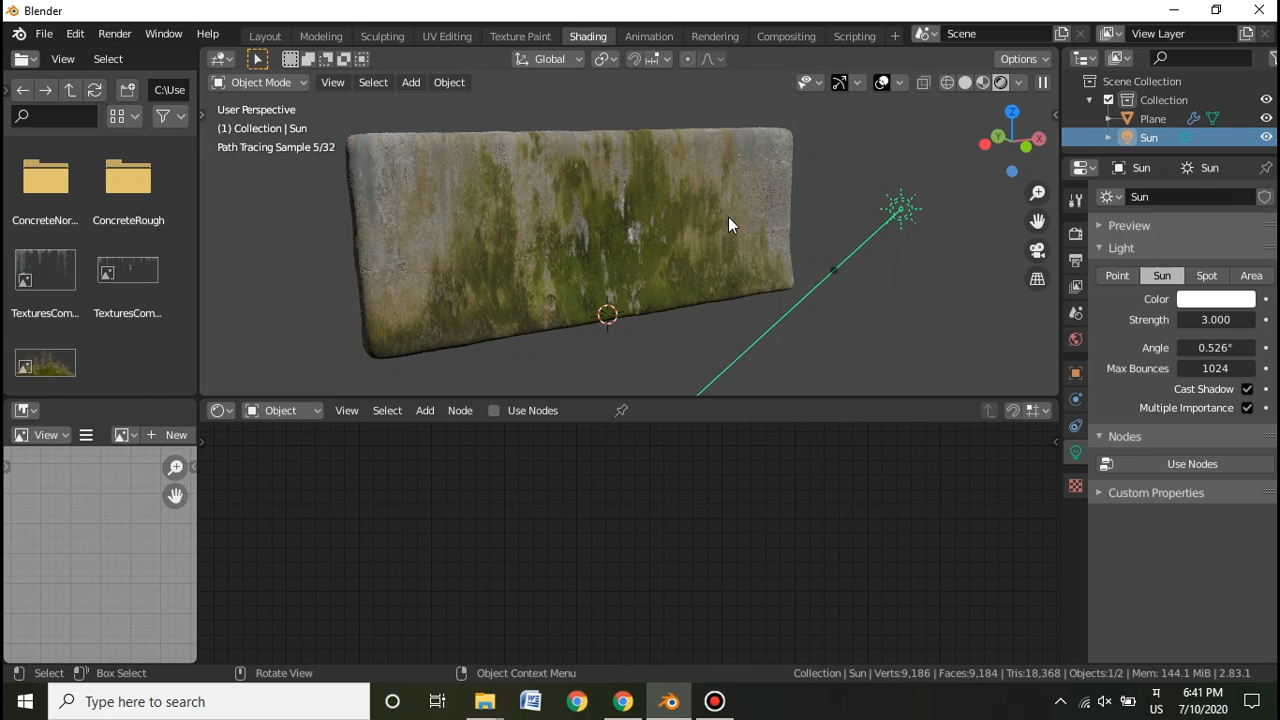 Blender
File Edit Render Window Help Layout Modeling Sculpting UV Editing Texture Paint Shading Animation Rendering Compositing Scripting + Scene View Layer
View Select Global Options
Object Mode View Select Add Object
C:\Use
User Perspective
(1) Collection | Sun
Path Tracing Sample 5/32
ConcreteNor... ConcreteRough
TexturesCom... TexturesCom...
Z
Y
X
Scene Collection
Collection
Plane
Sun
Sun Sun
Sun
Preview
Light
Point Sun Spot Area
Color
Strength 3.000
Angle 0.526°
Max Bounces 1024
Cast Shadow
Multiple Importance
Nodes
Use Nodes
Custom Properties
Object View Select Add Node Use Nodes
View + New
Select Box Select Rotate View Object Context Menu Collection | Sun | Verts:9,186 | Faces:9,184 | Tris:18,368 | Objects:1/2 | Mem: 144.1 MiB | 2.83.1
Type here to search
य
US
6:41 PM
7/10/2020